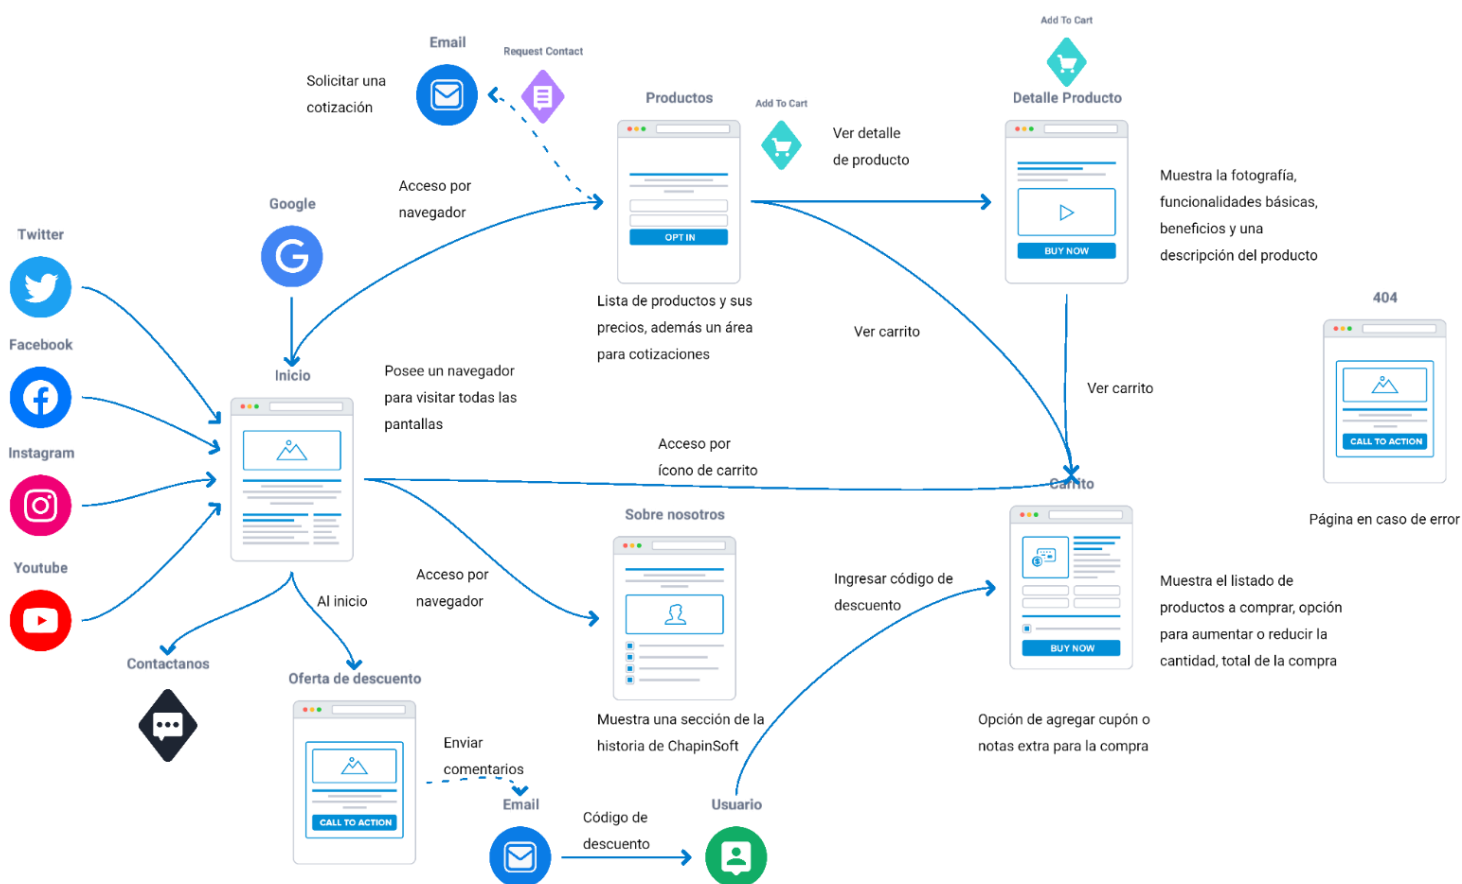 Add To Cart
Email
Request Contact
Solicitar una
cotización
Productos
Add To Cart
Detalle Producto
Ver detalle
de producto
OPT IN
BUY NOW
Muestra la fotografía,
funcionalidades básicas,
beneficios y una
descripción del producto
Acceso por
navegador
Google
Twitter
Lista de productos y sus
precios, además un área
para cotizaciones
Ver carrito
404
Facebook
Inicio
Posee un navegador
para visitar todas las
pantallas
Ver carrito
CALL TO ACTION
Instagram
Acceso por
ícono de carrito
Carrito
Página en caso de error
Sobre nosotros
Youtube
Acceso por
navegador
Al inicio
Ingresar código de
descuento
BUY NOW
Muestra el listado de
productos a comprar, opción
para aumentar o reducir la
cantidad, total de la compra
Contactanos
Oferta de descuento
Muestra una sección de la
historia de ChapinSoft
Opción de agregar cupón o
notas extra para la compra
Enviar
comentarios
CALL TO ACTION
Email
Código de
descuento
Usuario